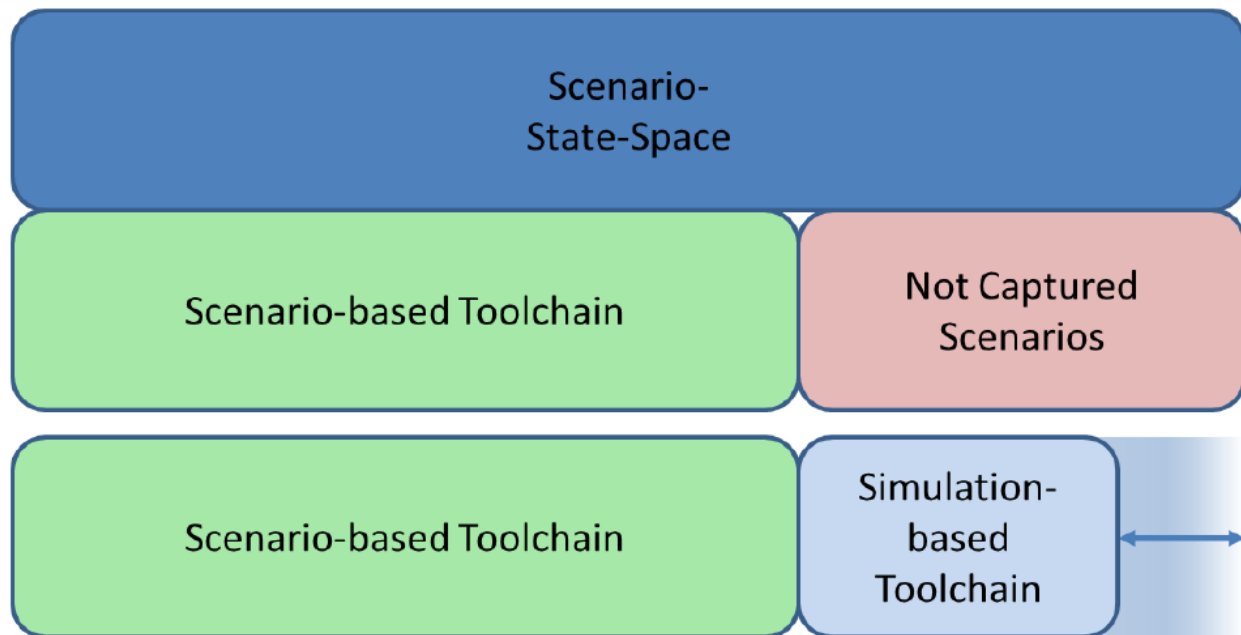 Scenario-
State-Space
Scenario-based Toolchain
Not Captured
Scenarios
Scenario-based Toolchain
Simulation-
based
Toolchain